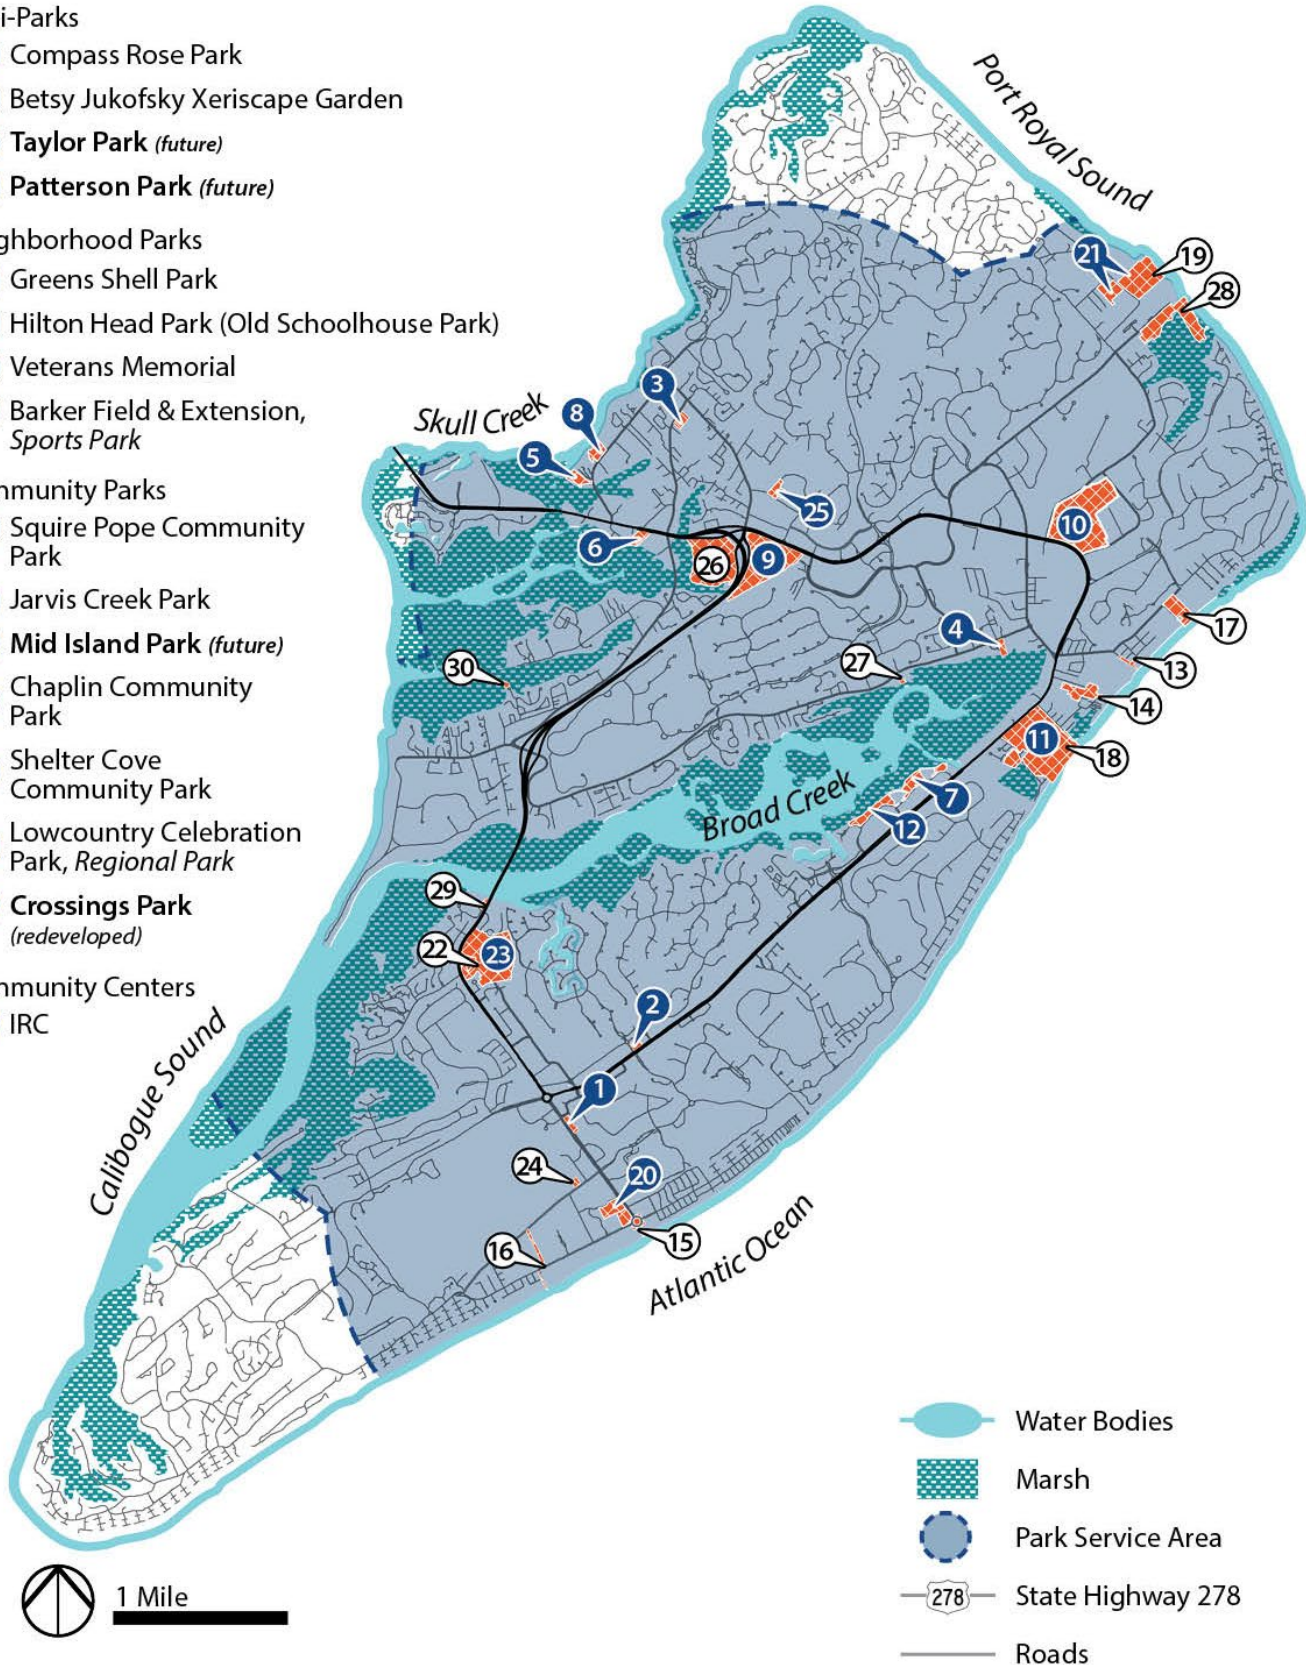 i-Parks
Compass Rose Park
Betsy Jukofsky Xeriscape Garden
Taylor Park (future)
Patterson Park (future)
ghborhood Parks
Greens Shell Park
Hilton Head Park (Old Schoolhouse Park)
Veterans Memorial
Barker Field & Extension,
Sports Park
mmunity Parks
Squire Pope Community
Park
Jarvis Creek Park
Mid Island Park (future)
Chaplin Community
Park
Shelter Cove
Community Park
Lowcountry Celebration
Park, Regional Park
Crossings Park
(redeveloped)
mmunity Centers
IRC
Port Royal Sound
21
19
28
3
Skull Creek
8
5
25
10
6
26
9
17
4
27
30
13
14
11
18
Broad Creek
7
12
29
22
23
2
1
Calibogue Sound
24
20
16
15
Atlantic Ocean
Water Bodies
Marsh
Park Service Area
278
State Highway 278
Roads
1 Mile